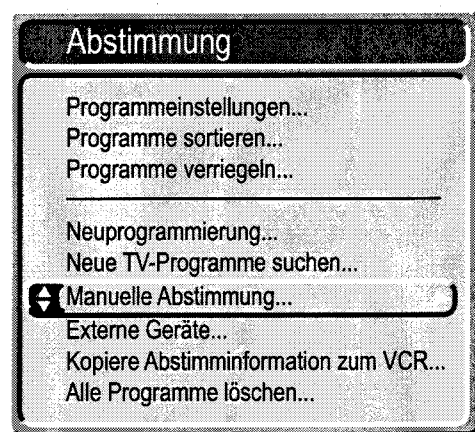 Abstimmung
Programmeinstellungen...
Programme sortieren...
Programme verriegeln...
Neuprogrammierung...
Neue TV-Programme suchen...
Manuelle Abstimmung...
Externe Geräte...
Kopiere Abstimminformation zum VCR...
Alle Programme löschen...